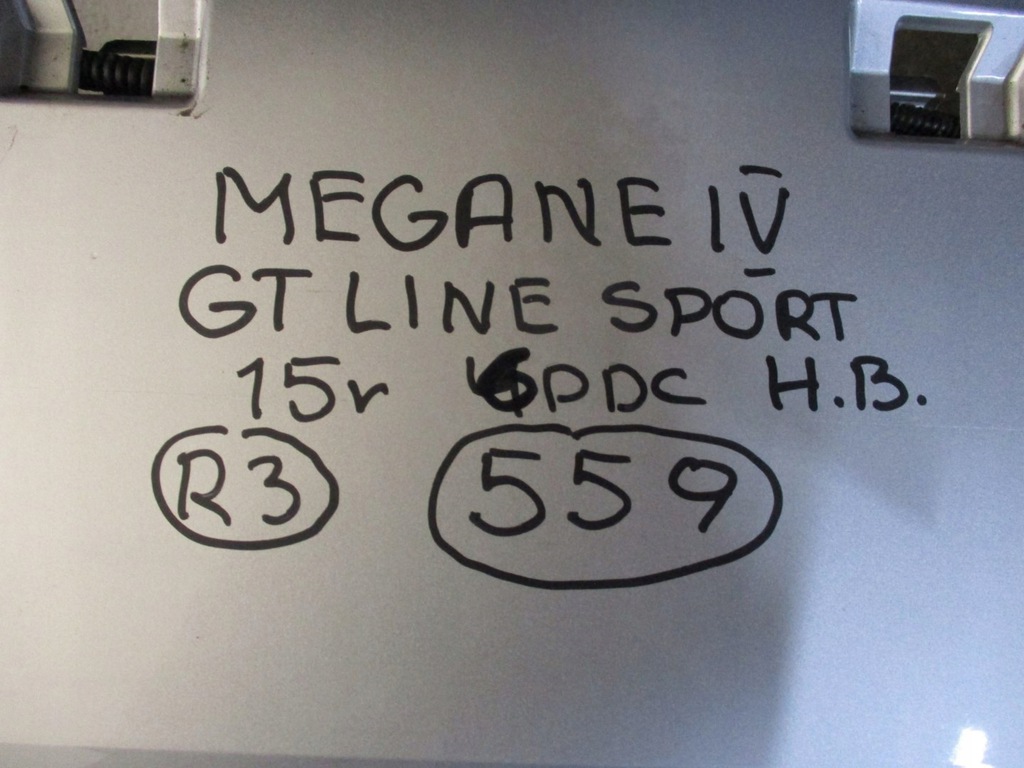 MEGANE IV
GT LINE SPORT
15r 6PDC H.B.
R3 559